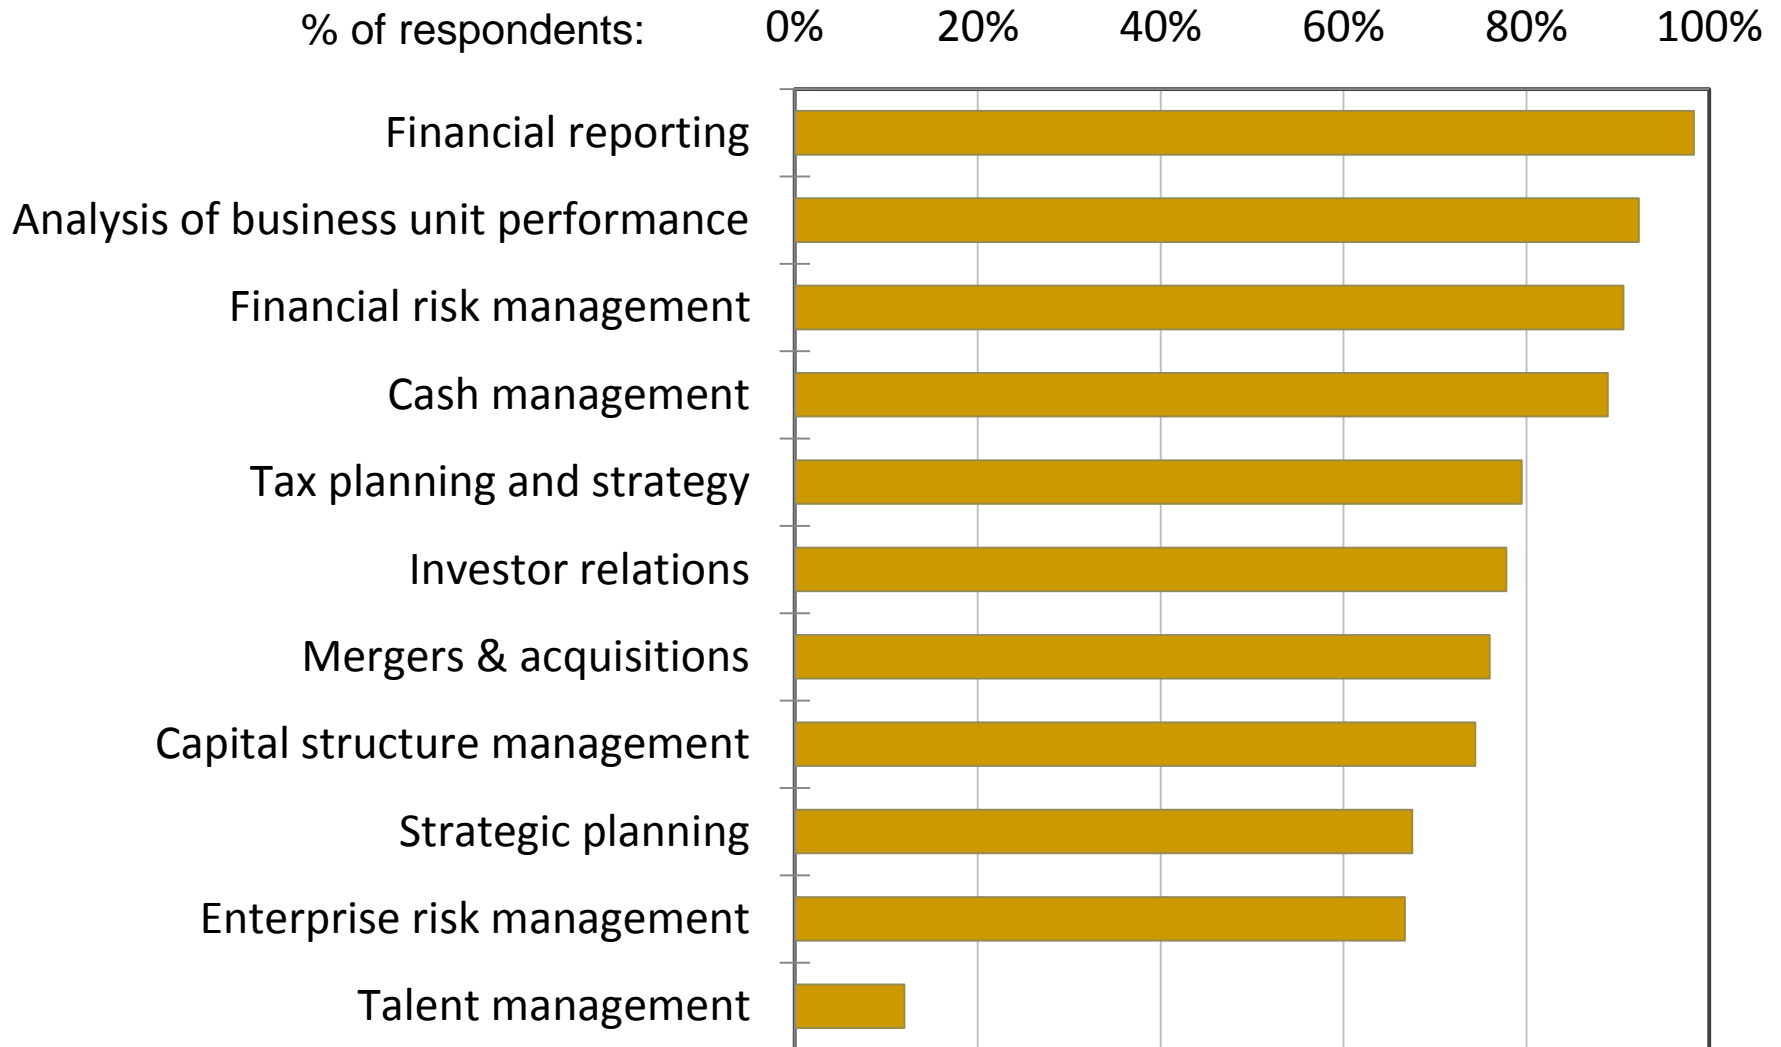 % of respondents: 0% 20% 40% 60% 80% 100%
Financial reporting
Analysis of business unit performance
Financial risk management
Cash management
Tax planning and strategy
Investor relations
Mergers & acquisitions
Capital structure management
Strategic planning
Enterprise risk management
Talent management